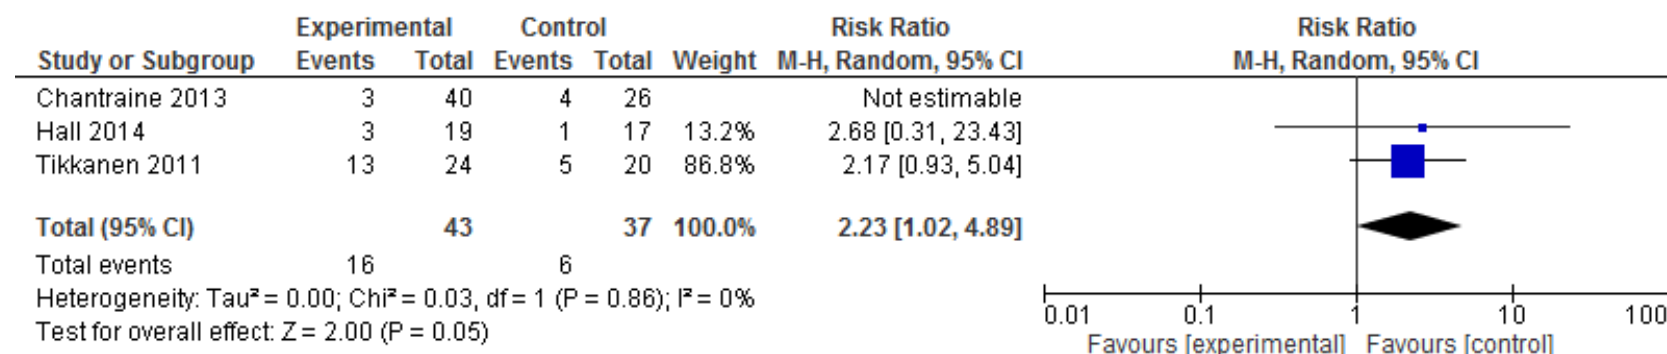 Experimental Control Risk Ratio Risk Ratio
Study or Subgroup Events Total Events Total Weight M-H, Random, 95% CI M-H, Random, 95% CI
Chantraine 2013 3 40 4 26 Not estimable
Hall 2014 3 19 1 17 13.2% 2.68 [0.31, 23.43]
Tikkanen 2011 13 24 5 20 86.8% 2.17 [0.93, 5.04]
Total (95% CI) 43 37 100.0% 2.23 [1.02, 4.89]
Total events 16 6
Heterogeneity: Tau² = 0.00; Chi² = 0.03, df = 1 (P = 0.86); I² = 0%
Test for overall effect: Z = 2.00 (P = 0.05)
0.01 0.1 1 10 100
Favours [experimental] Favours [control]